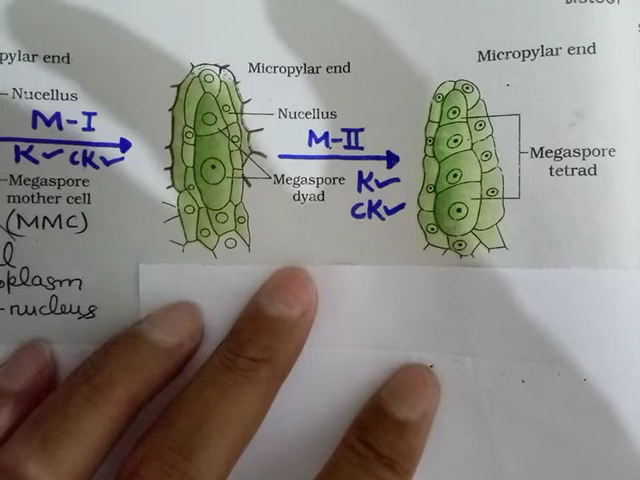 BIOLOGY
pylar end
Nucellus
M-I
K✓ CK✓
Megaspore
mother cell
(MMC)
plasm
nucleus
Micropylar end
Nucellus
Megaspore
dyad
M-II
K✓
CK✓
Micropylar end
Megaspore
tetrad